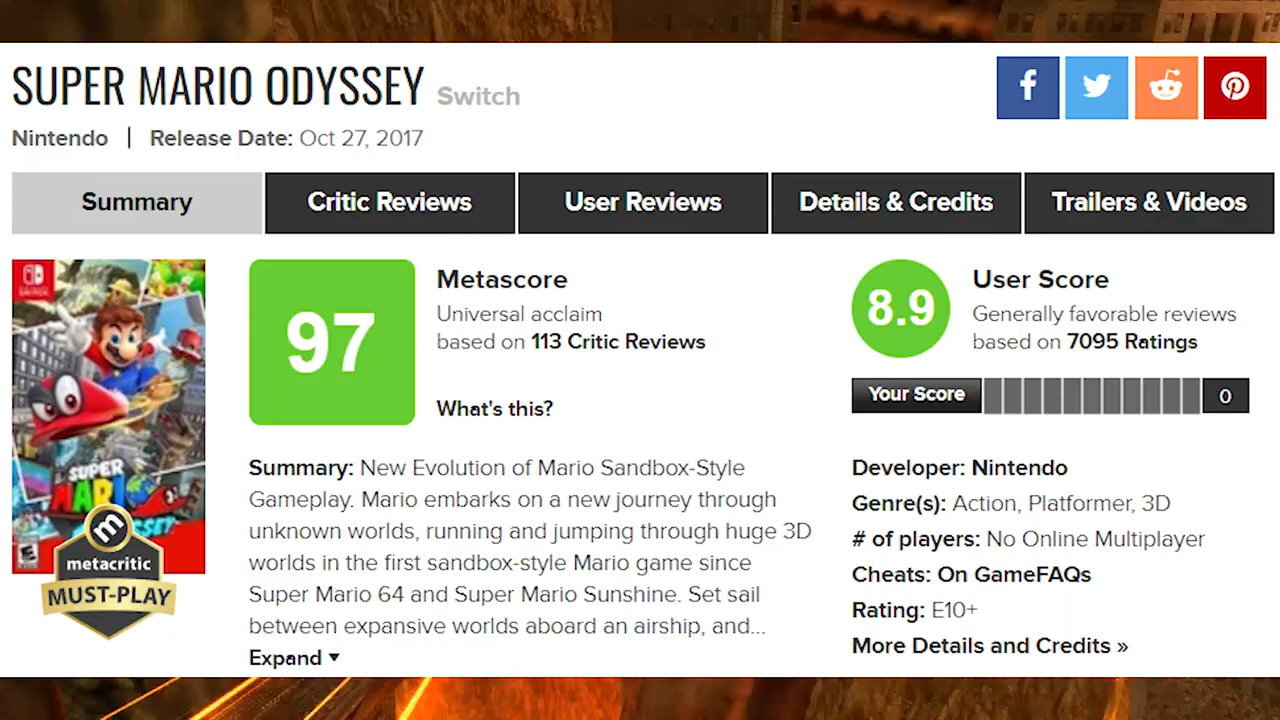 SUPER MARIO ODYSSEY Switch
Nintendo | Release Date: Oct 27, 2017
Summary
Critic Reviews
User Reviews
Details & Credits
Trailers & Videos
97
Metascore
Universal acclaim
based on 113 Critic Reviews
What's this?
8.9
User Score
Generally favorable reviews
based on 7095 Ratings
Your Score
0
Summary: New Evolution of Mario Sandbox-Style
Gameplay. Mario embarks on a new journey through
unknown worlds, running and jumping through huge 3D
worlds in the first sandbox-style Mario game since
Super Mario 64 and Super Mario Sunshine. Set sail
between expansive worlds aboard an airship, and...
Expand
Developer: Nintendo
Genre(s): Action, Platformer, 3D
# of players: No Online Multiplayer
Cheats: On GameFAQs
Rating: E10+
More Details and Credits »
SUPER
MARIO
metacritic
MUST-PLAY